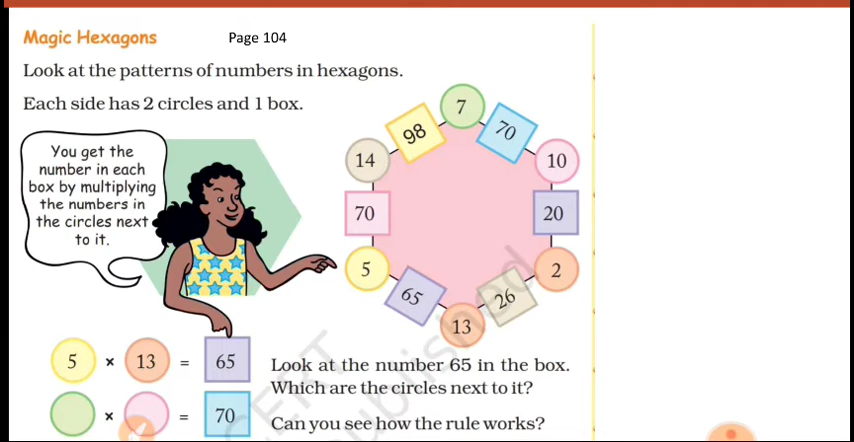 Magic Hexagons
Page 104
Look at the patterns of numbers in hexagons.
Each side has 2 circles and 1 box.
You get the
number in each
box by multiplying
the numbers in
the circles next
to it.
7
98
70
14
10
70
20
5
2
65
26
13
5 × 13 = 65
× = 70
Look at the number 65 in the box.
Which are the circles next to it?
Can you see how the rule works?